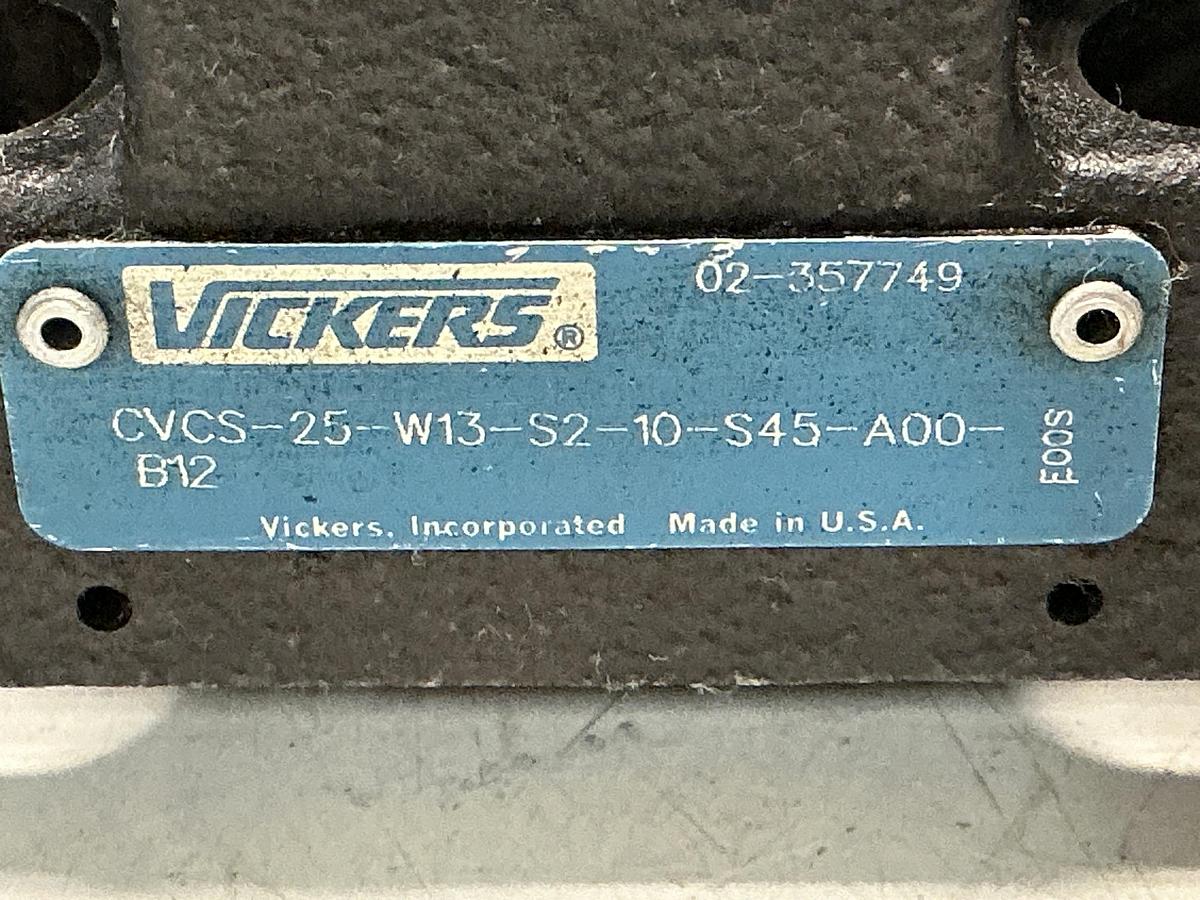 VICKERS®
02-357749
CVCS-25-W13-S2-10-S45-A00-
B12
E00S
Vickers, Incorporated Made in U.S.A.